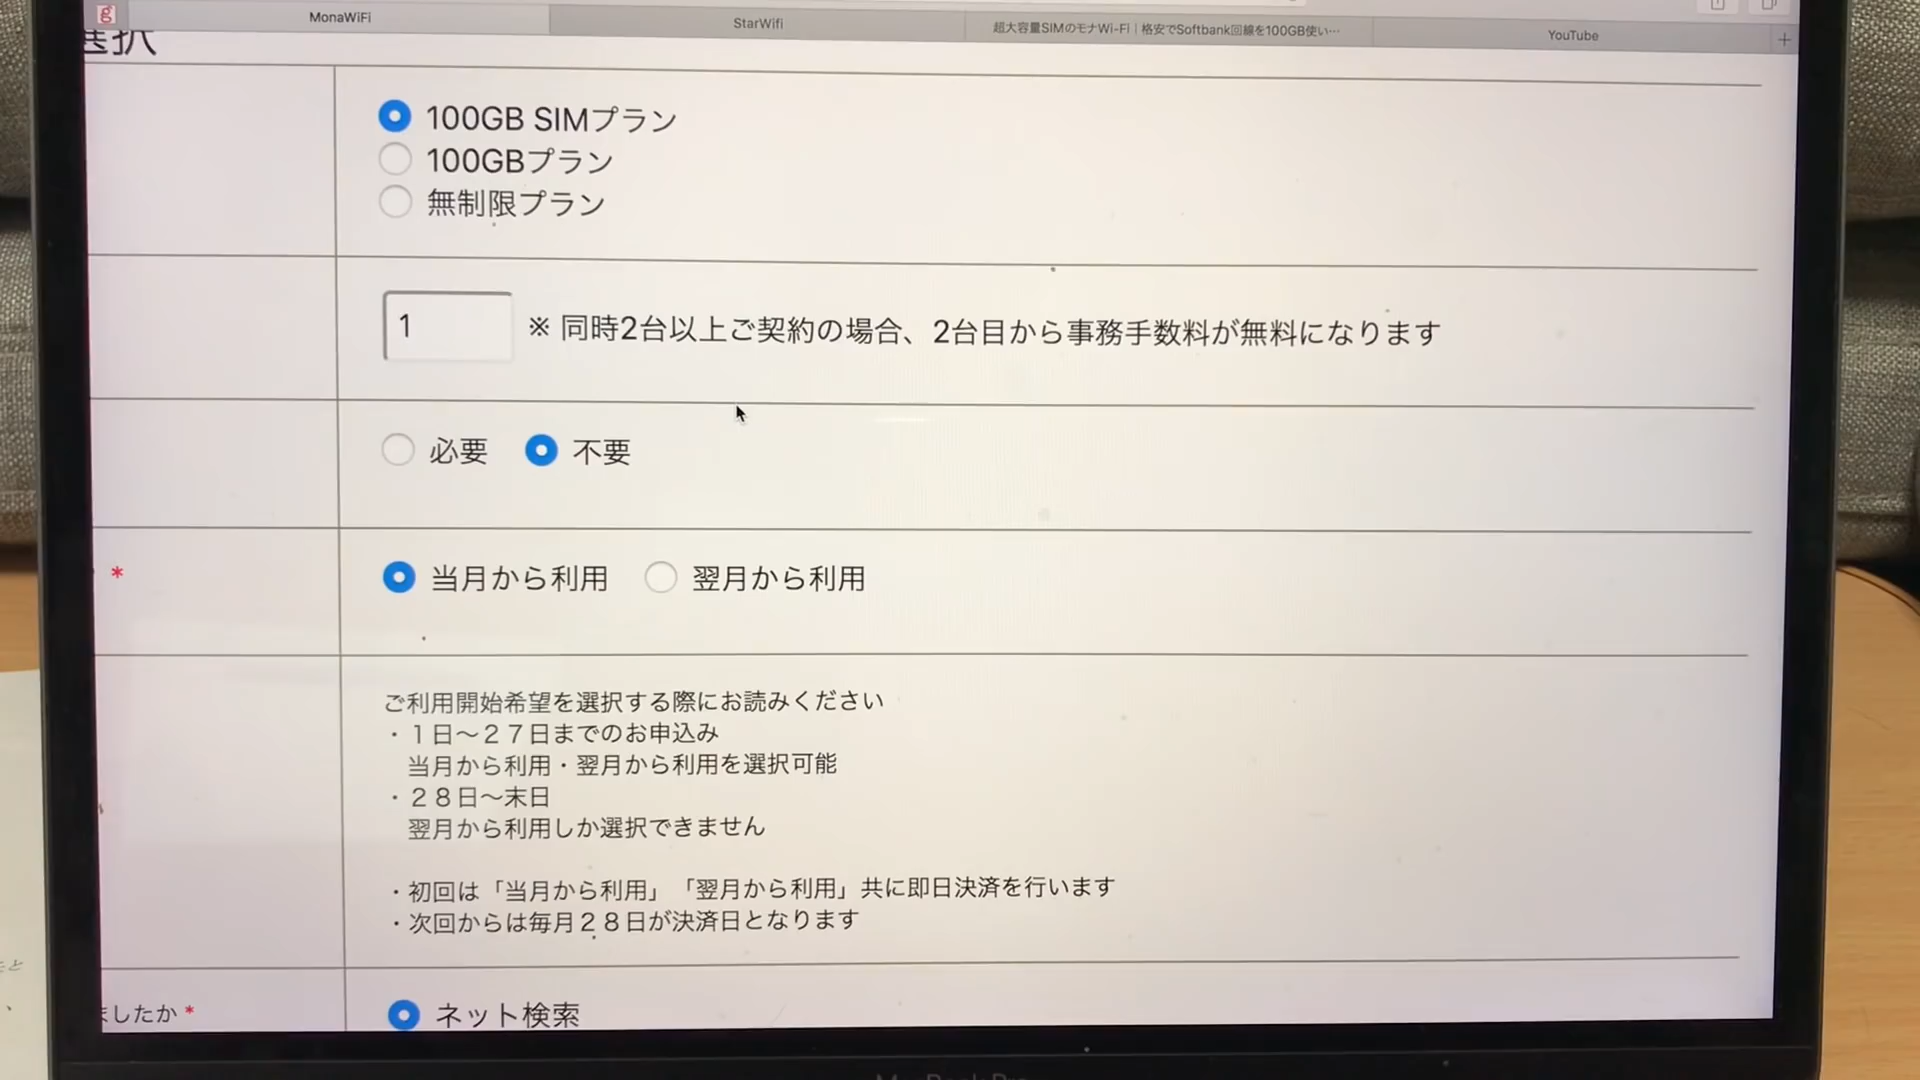 MonaWiFi
StarWifi
超大容量SIMのモナWi-Fi｜格安でSoftbank回線を100GB使い…
YouTube
選択
100GB SIMプラン
100GBプラン
無制限プラン
1
※ 同時2台以上ご契約の場合、2台目から事務手数料が無料になります
必要 不要
* 当月から利用 翌月から利用
ご利用開始希望を選択する際にお読みください
・１日〜２７日までのお申込み
当月から利用・翌月から利用を選択可能
・２８日〜末日
翌月から利用しか選択できません
・初回は「当月から利用」「翌月から利用」共に即日決済を行います
・次回からは毎月２８日が決済日となります
ましたか * ネット検索